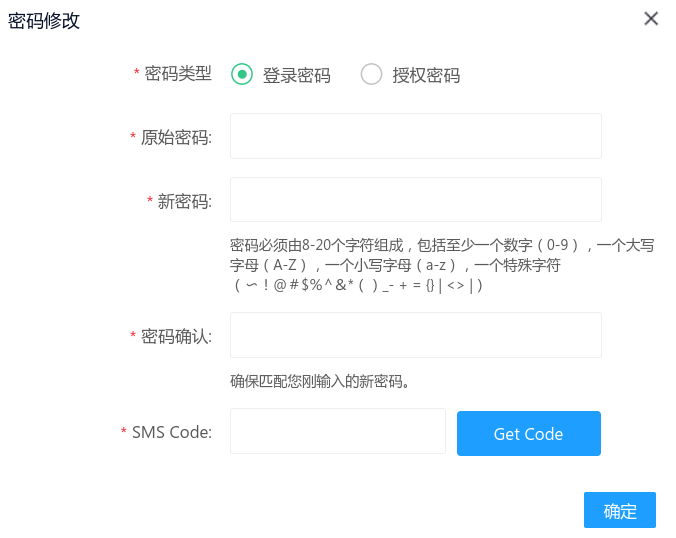 密码修改
* 密码类型 登录密码 授权密码
* 原始密码:
* 新密码:
密码必须由8-20个字符组成，包括至少一个数字（0-9），一个大写
字母（A-Z），一个小写字母（a-z），一个特殊字符
（～！@＃$%^&*（）_-＋＝{}|<>|）
* 密码确认:
确保匹配您刚输入的新密码。
* SMS Code: Get Code
确定